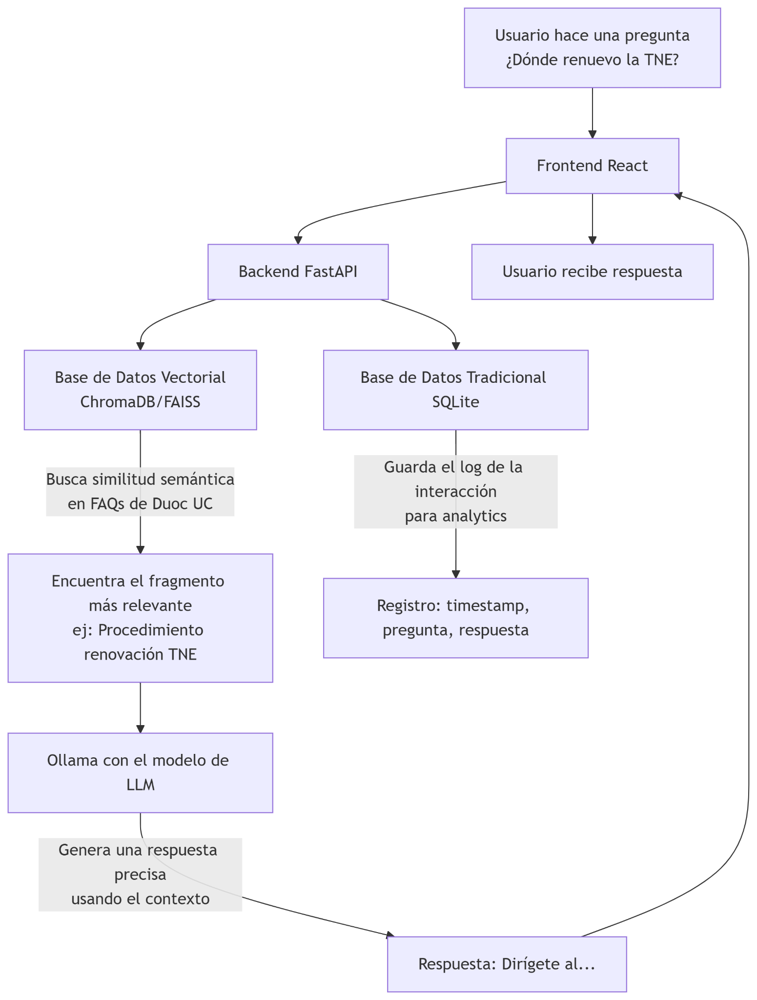 Usuario hace una pregunta
¿Dónde renuevo la TNE?
Frontend React
Backend FastAPI
Usuario recibe respuesta
Base de Datos Vectorial
ChromaDB/FAISS
Base de Datos Tradicional
SQLite
Busca similitud semántica
en FAQs de Duoc UC
Guarda el log de la
interacción
para analytics
Encuentra el fragmento
más relevante
ej: Procedimiento
renovación TNE
Registro: timestamp,
pregunta, respuesta
Ollama con el modelo de
LLM
Genera una respuesta
precisa
usando el contexto
Respuesta: Dirígete al...